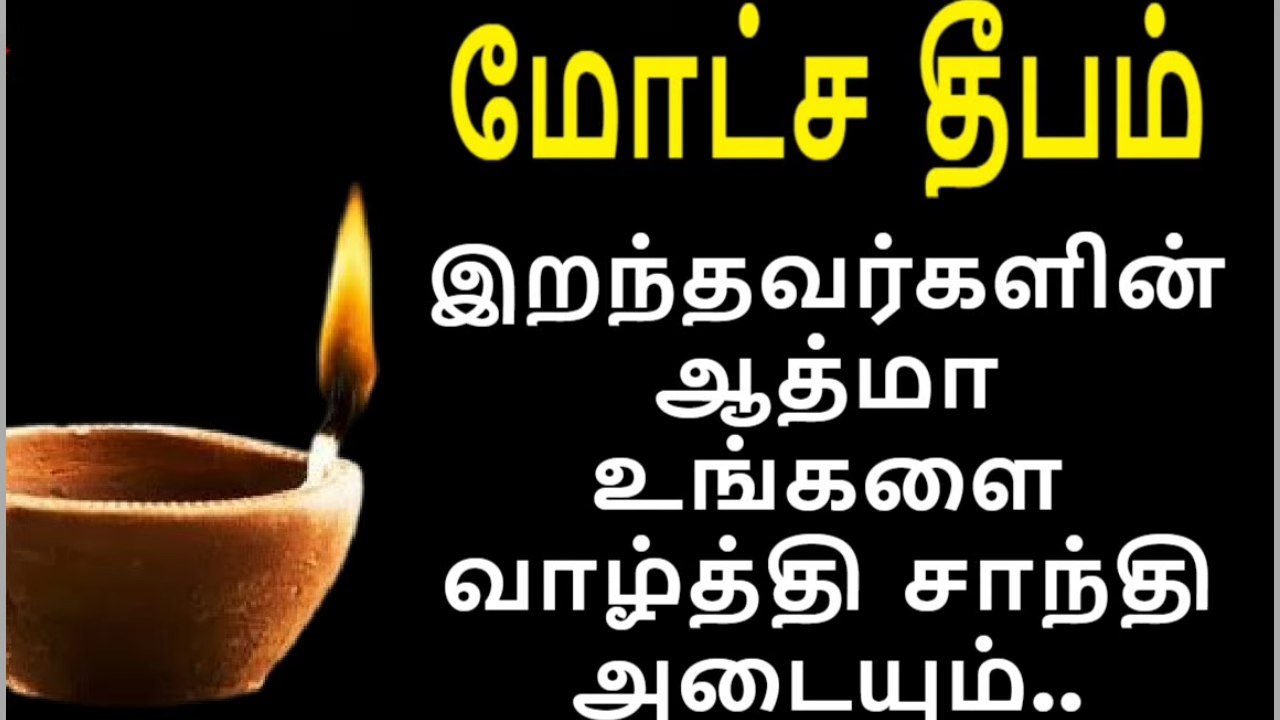 மோட்ச தீபம்
இறந்தவர்களின்
ஆத்மா
உங்களை
வாழ்த்தி சாந்தி
அடையும்..